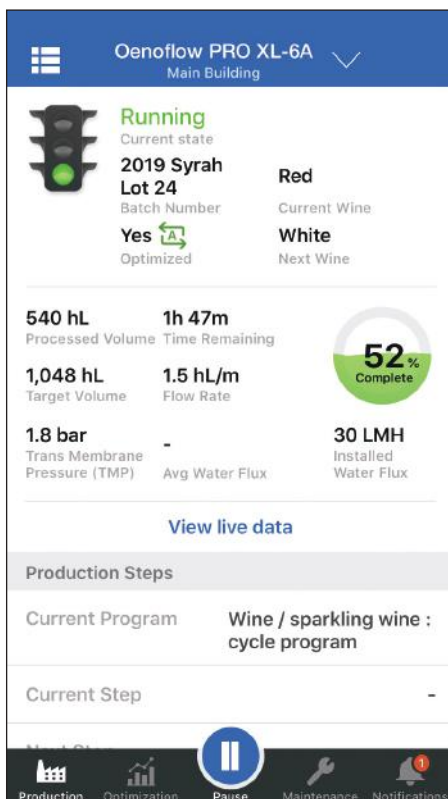 Oenoflow PRO XL-6A
Main Building
Running
Current state
2019 Syrah
Lot 24
Batch Number
Red
Current Wine
Yes A
Optimized
White
Next Wine
540 hL
Processed Volume
1h 47m
Time Remaining
1,048 hL
Target Volume
1.5 hL/m
Flow Rate
52%
Complete
1.8 bar
Trans Membrane
Pressure (TMP)
-
Avg Water Flux
30 LMH
Installed
Water Flux
View live data
Production Steps
Current Program
Wine / sparkling wine :
cycle program
Current Step
-
Next Step
Production
Optimization
Pause
Maintenance
1
Notifications